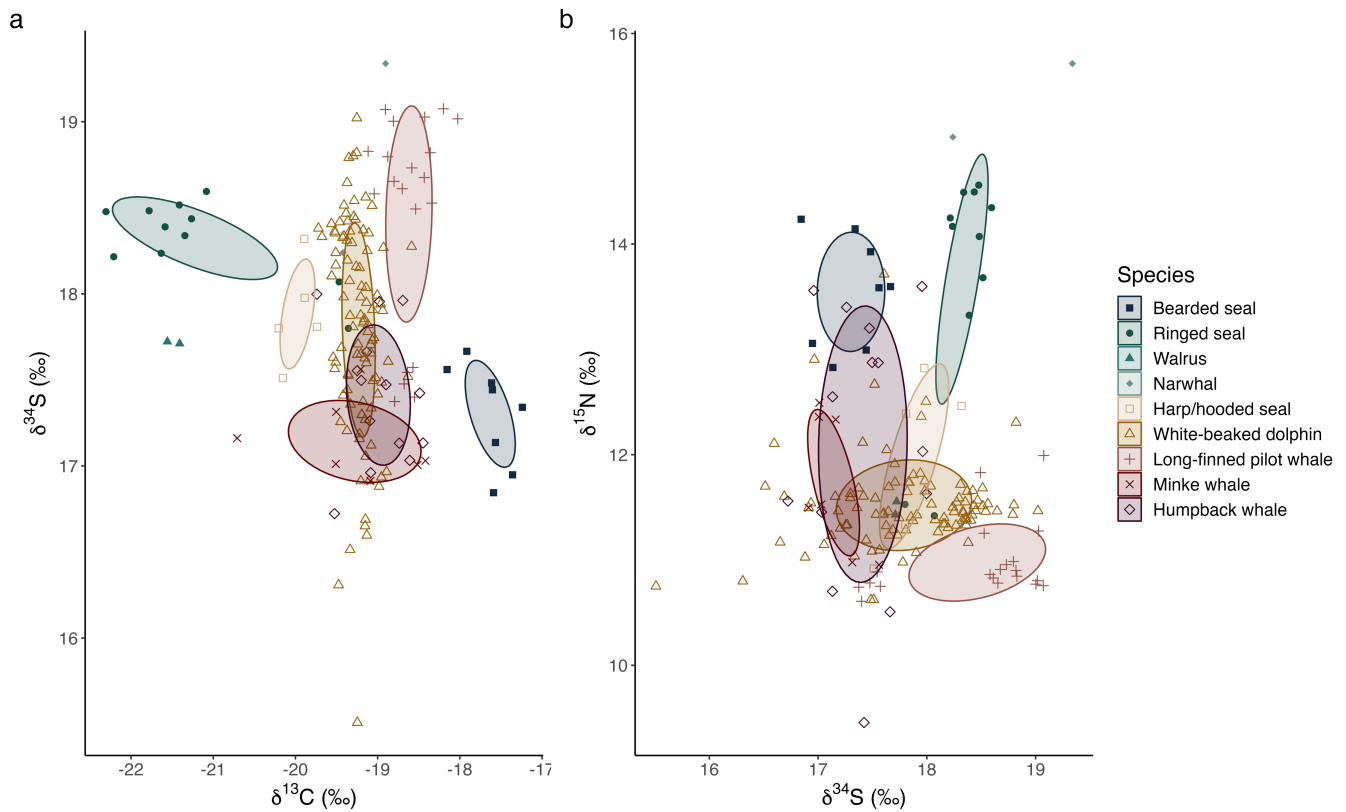 a
19
18
17
16
δ³⁴S (‰)
-22 -21 -20 -19 -18 -17
δ¹³C (‰)
b
16
14
12
10
δ¹⁵N (‰)
16 17 18 19
δ³⁴S (‰)
Species
Bearded seal
Ringed seal
Walrus
Narwhal
Harp/hooded seal
White-beaked dolphin
Long-finned pilot whale
Minke whale
Humpback whale